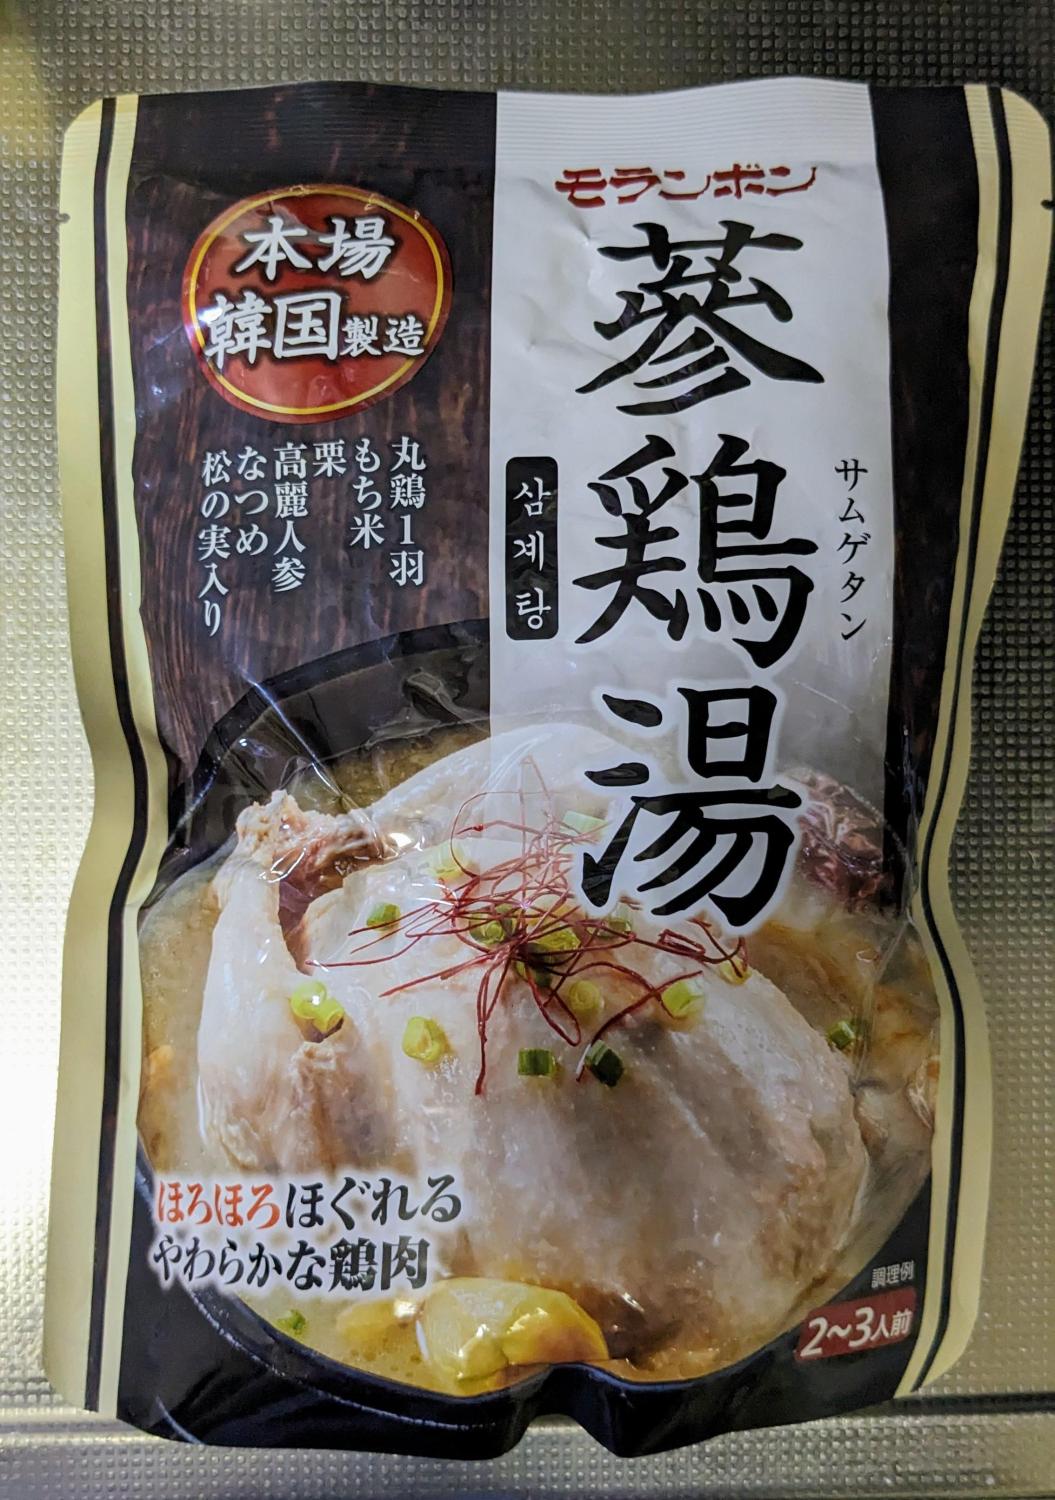 モランボン
蔘鶏湯
サムゲタン
삼계탕
本場
韓国製造
丸鶏1羽
もち米
栗
高麗人参
なつめ
松の実入り
ほろほろほぐれる
やわらかな鶏肉
調理例
2〜3人前